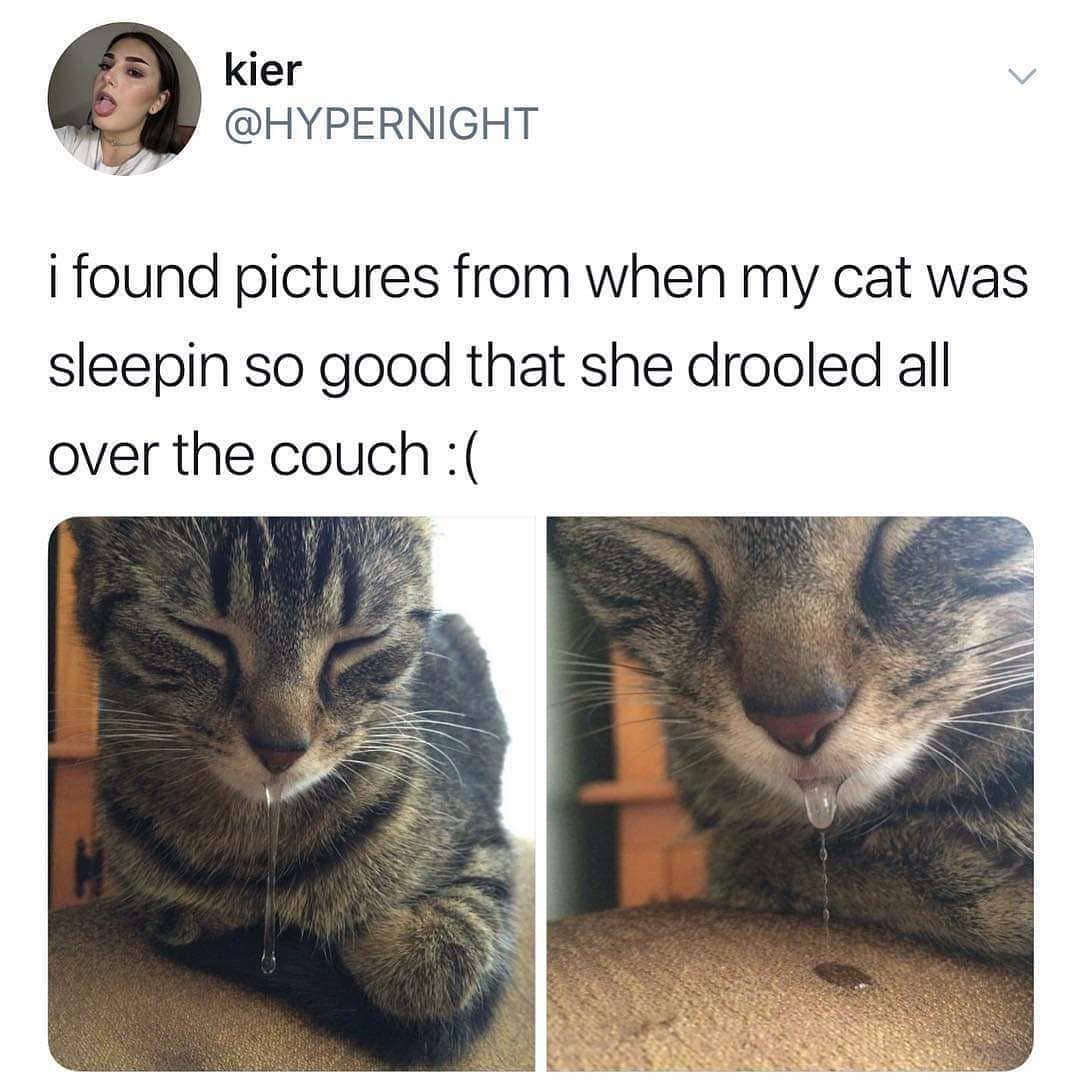 kier
@HYPERNIGHT
i found pictures from when my cat was
sleepin so good that she drooled all
over the couch :(